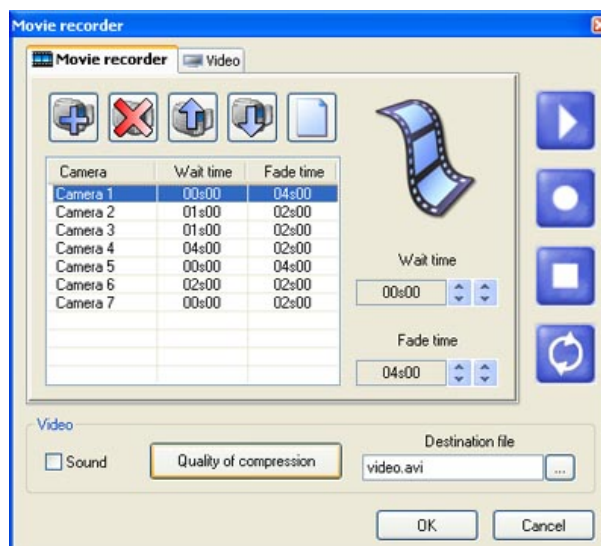 Movie recorder
Movie recorder Video
Camera Wait time Fade time
Camera 1 00s00 04s00
Camera 2 01s00 02s00
Camera 3 01s00 02s00
Camera 4 04s00 02s00
Camera 5 00s00 04s00
Camera 6 02s00 02s00
Camera 7 00s00 02s00
Wait time
00s00
Fade time
04s00
Video
Sound
Quality of compression
Destination file
video.avi
...
OK Cancel